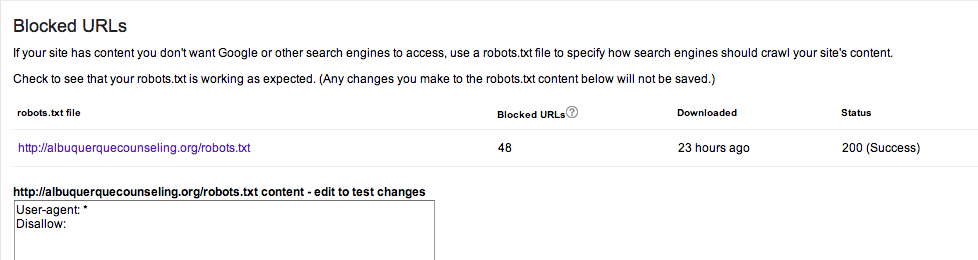 Blocked URLs
If your site has content you don't want Google or other search engines to access, use a robots.txt file to specify how search engines should crawl your site's content.
Check to see that your robots.txt is working as expected. (Any changes you make to the robots.txt content below will not be saved.)
robots.txt file Blocked URLs? Downloaded Status
http://albuquerquecounseling.org/robots.txt 48 23 hours ago 200 (Success)
http://albuquerquecounseling.org/robots.txt content - edit to test changes
User-agent: *
Disallow: